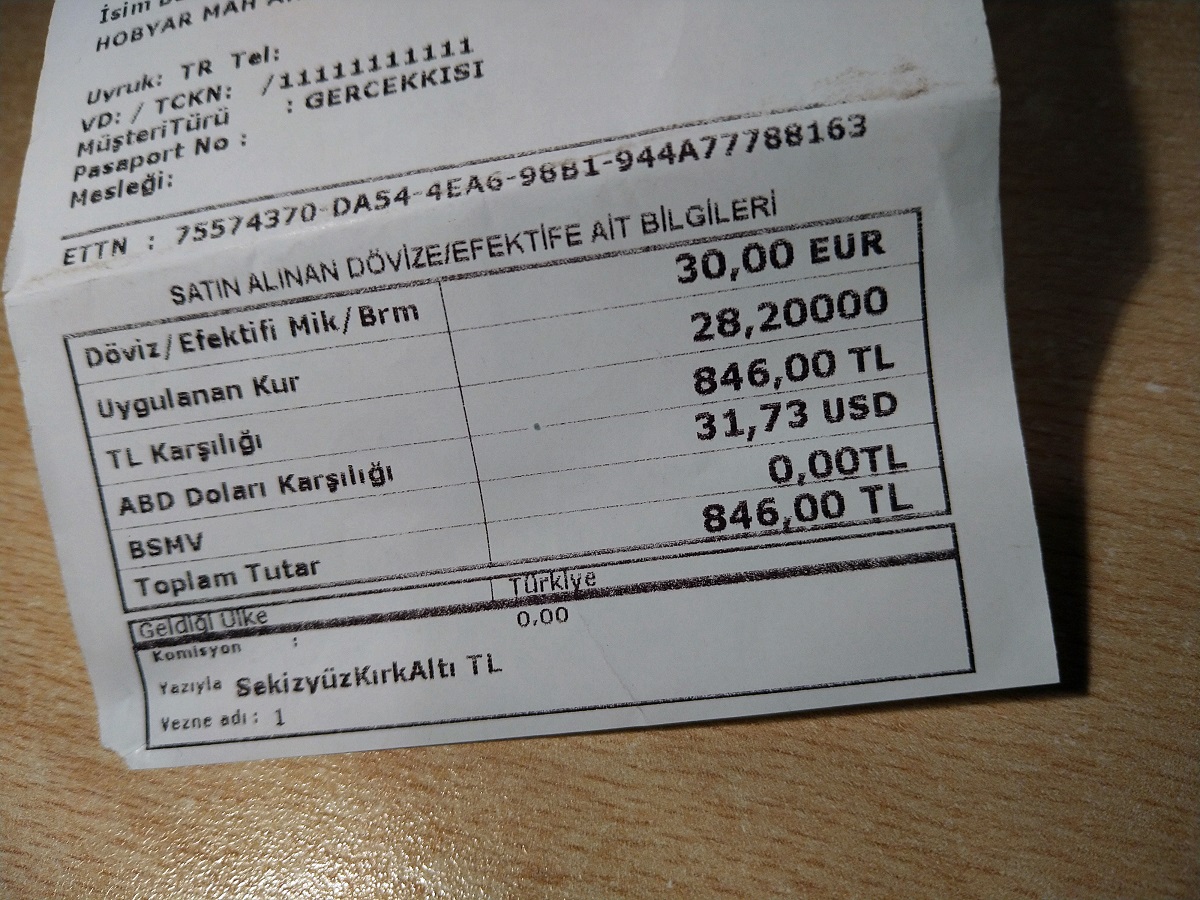 İsim
HOBYAR MAH
Uyruk: TR Tel:
VD: / TCKN: /11111111111
MüşteriTürü : GERCEKKISI
Pasaport No :
Mesleği:
ETTN : 75574370-DA54-4EA6-98B1-944A77788163
SATIN ALINAN DÖVİZE/EFEKTİFE AİT BİLGİLERİ
Döviz/Efektifi Mik/Brm 30,00 EUR
Uygulanan Kur 28,20000
TL Karşılığı 846,00 TL
ABD Doları Karşılığı 31,73 USD
BSMV 0,00TL
Toplam Tutar 846,00 TL
Geldiği Ülke Türkiye
Komisyon : 0,00
Yazıyla SekizyüzKırkAltı TL
Vezne adı : 1